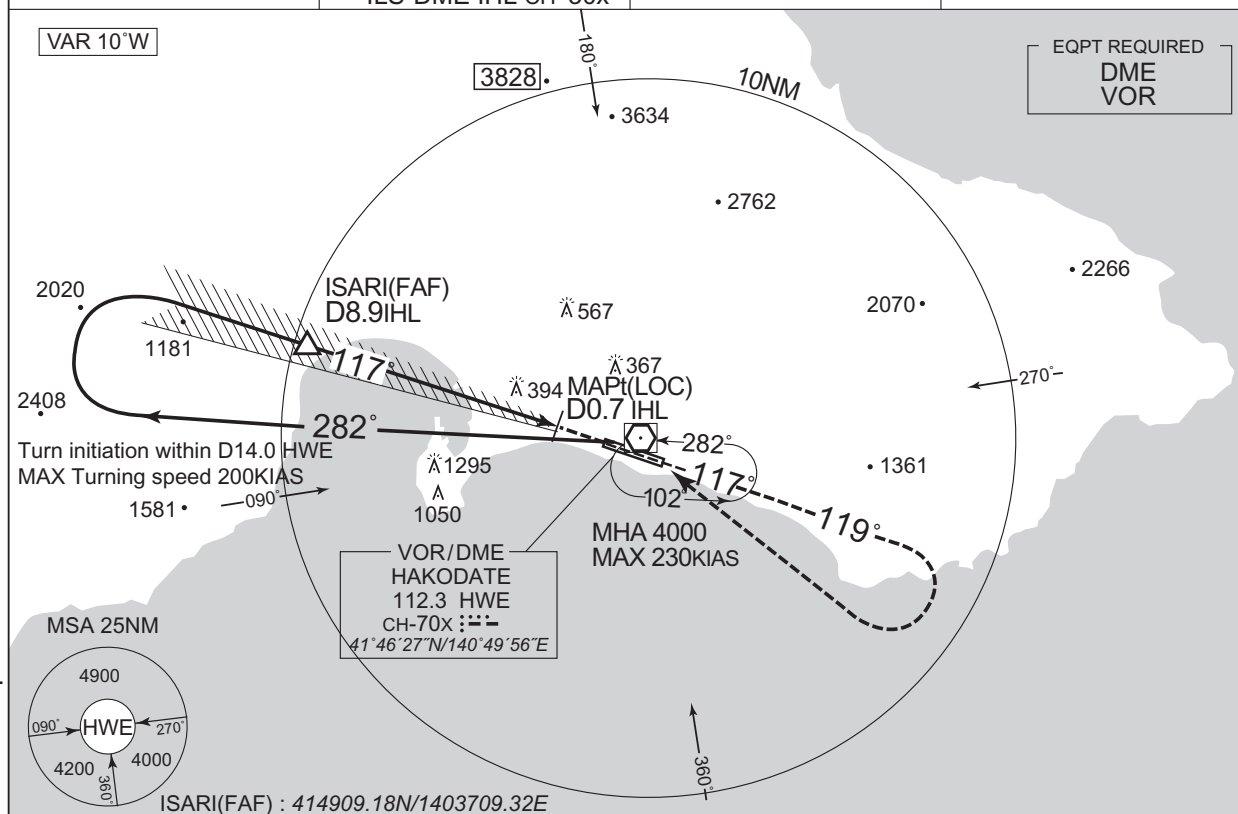 ILS-DME IHL CH-
VAR 10°W
180°
3828
10NM
3634
EQPT REQUIRED
DME
VOR
2762
2266
2020
ISARI(FAF)
D8.9IHL
567
2070
1181
117°
367
394
MAPt(LOC)
D0.7 IHL
270°
2408
282°
282°
Turn initiation within D14.0 HWE
MAX Turning speed 200KIAS
1295
117°
1361
1581
090°
1050
102°
119°
MHA 4000
MAX 230KIAS
VOR/DME
HAKODATE
112.3 HWE
CH-70X
41°46′27″N/140°49′56″E
MSA 25NM
4900
090°
HWE
270°
4200
360°
4000
360°
ISARI(FAF) : 414909.18N/1403709.32E